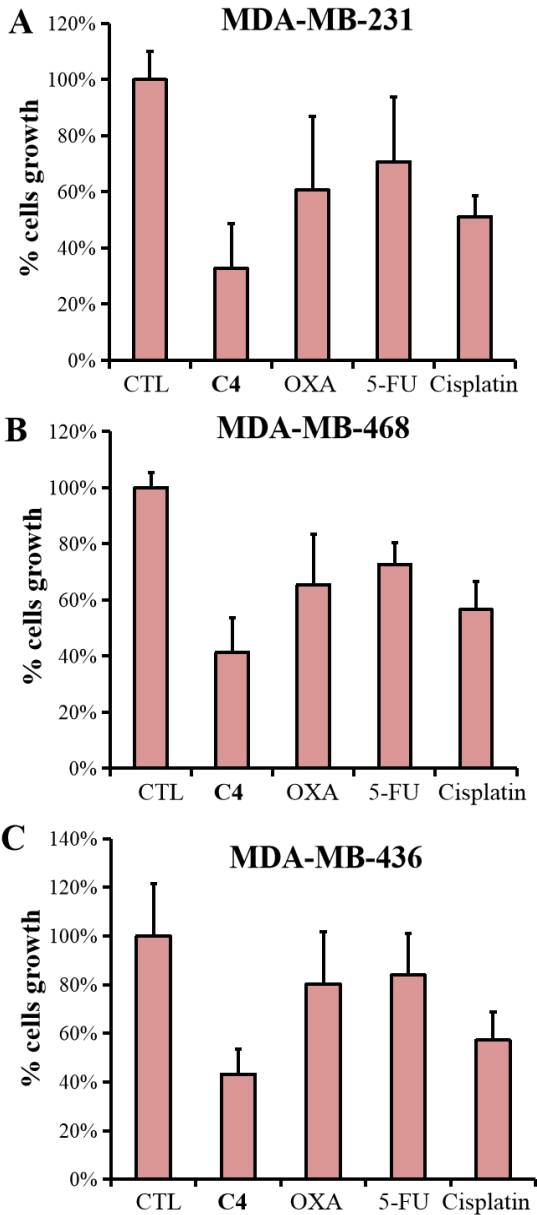 A
MDA-MB-231
% cells growth
120%
100%
80%
60%
40%
20%
0%
CTL C4 OXA 5-FU Cisplatin
B
MDA-MB-468
% cells growth
120%
100%
80%
60%
40%
20%
0%
CTL C4 OXA 5-FU Cisplatin
C
MDA-MB-436
% cells growth
140%
120%
100%
80%
60%
40%
20%
0%
CTL C4 OXA 5-FU Cisplatin